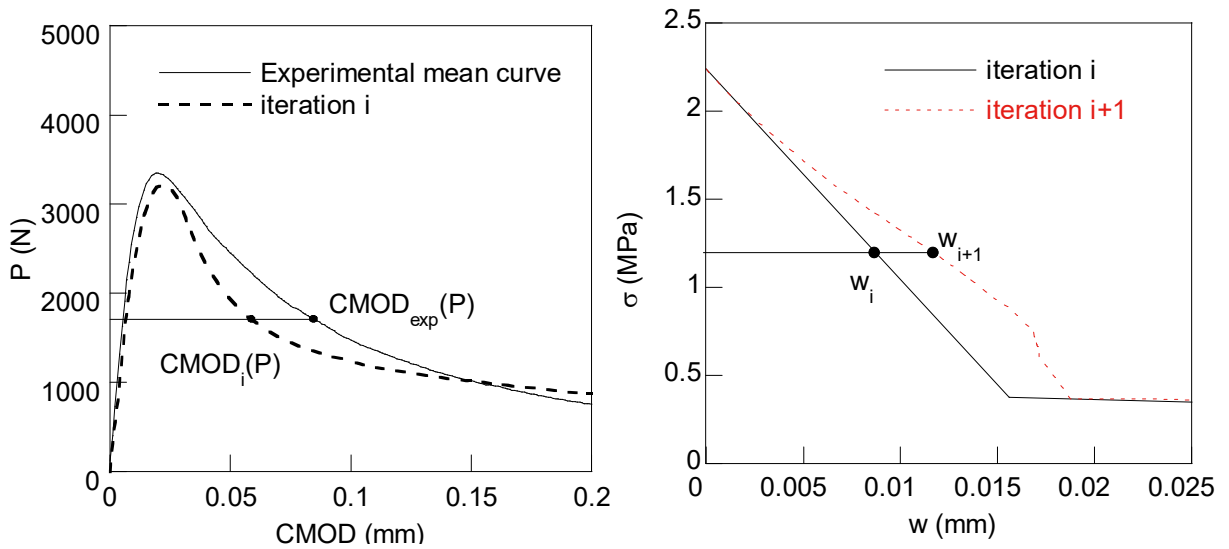 5000
4000
3000
2000
1000
0
P (N)
Experimental mean curve
iteration i
CMOD_exp(P)
CMOD_i(P)
0 0.05 0.1 0.15 0.2
CMOD (mm)
2.5
2
1.5
1
0.5
0
σ (MPa)
iteration i
iteration i+1
w_i+1
w_i
0 0.005 0.01 0.015 0.02 0.025
w (mm)